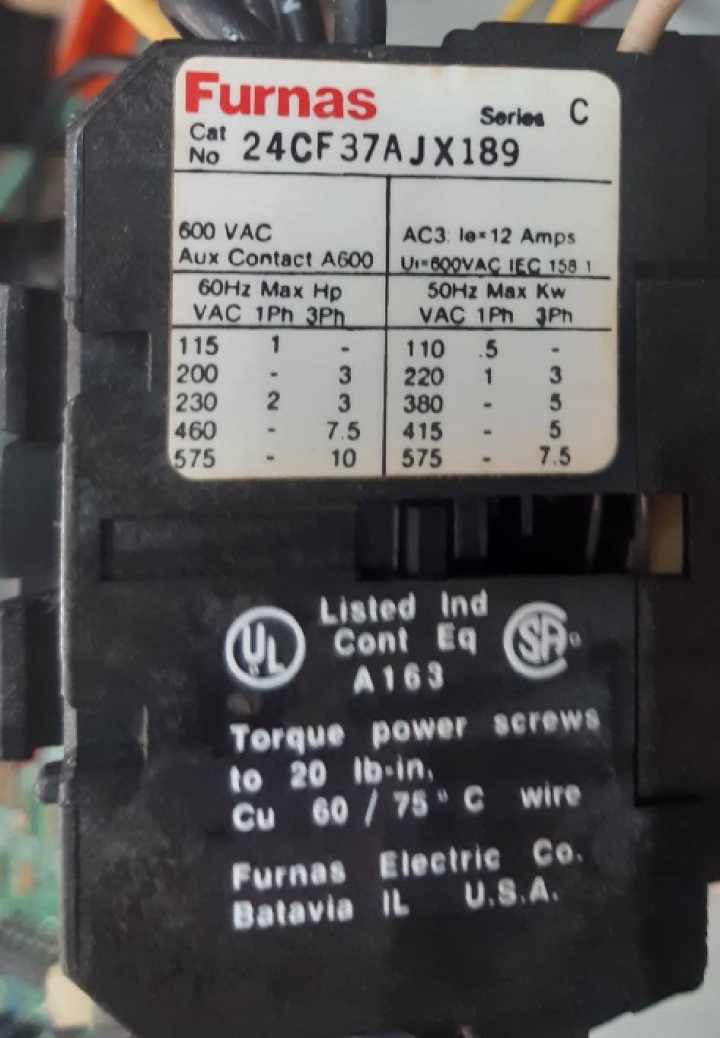 Furnas Series C
Cat No 24CF37AJX189
600 VAC
Aux Contact A600
AC3: Ie=12 Amps
Ui=600VAC IEC 158 1
60Hz Max Hp
VAC 1Ph 3Ph
115 1 -
200 - 3
230 2 3
460 - 7.5
575 - 10
50Hz Max Kw
VAC 1Ph 3Ph
110 .5 -
220 1 3
380 - 5
415 - 5
575 - 7.5
UL
Listed Ind
Cont Eq
A163
SA
Torque power screws
to 20 lb-in.
Cu 60 / 75° C wire
Furnas Electric Co.
Batavia IL U.S.A.